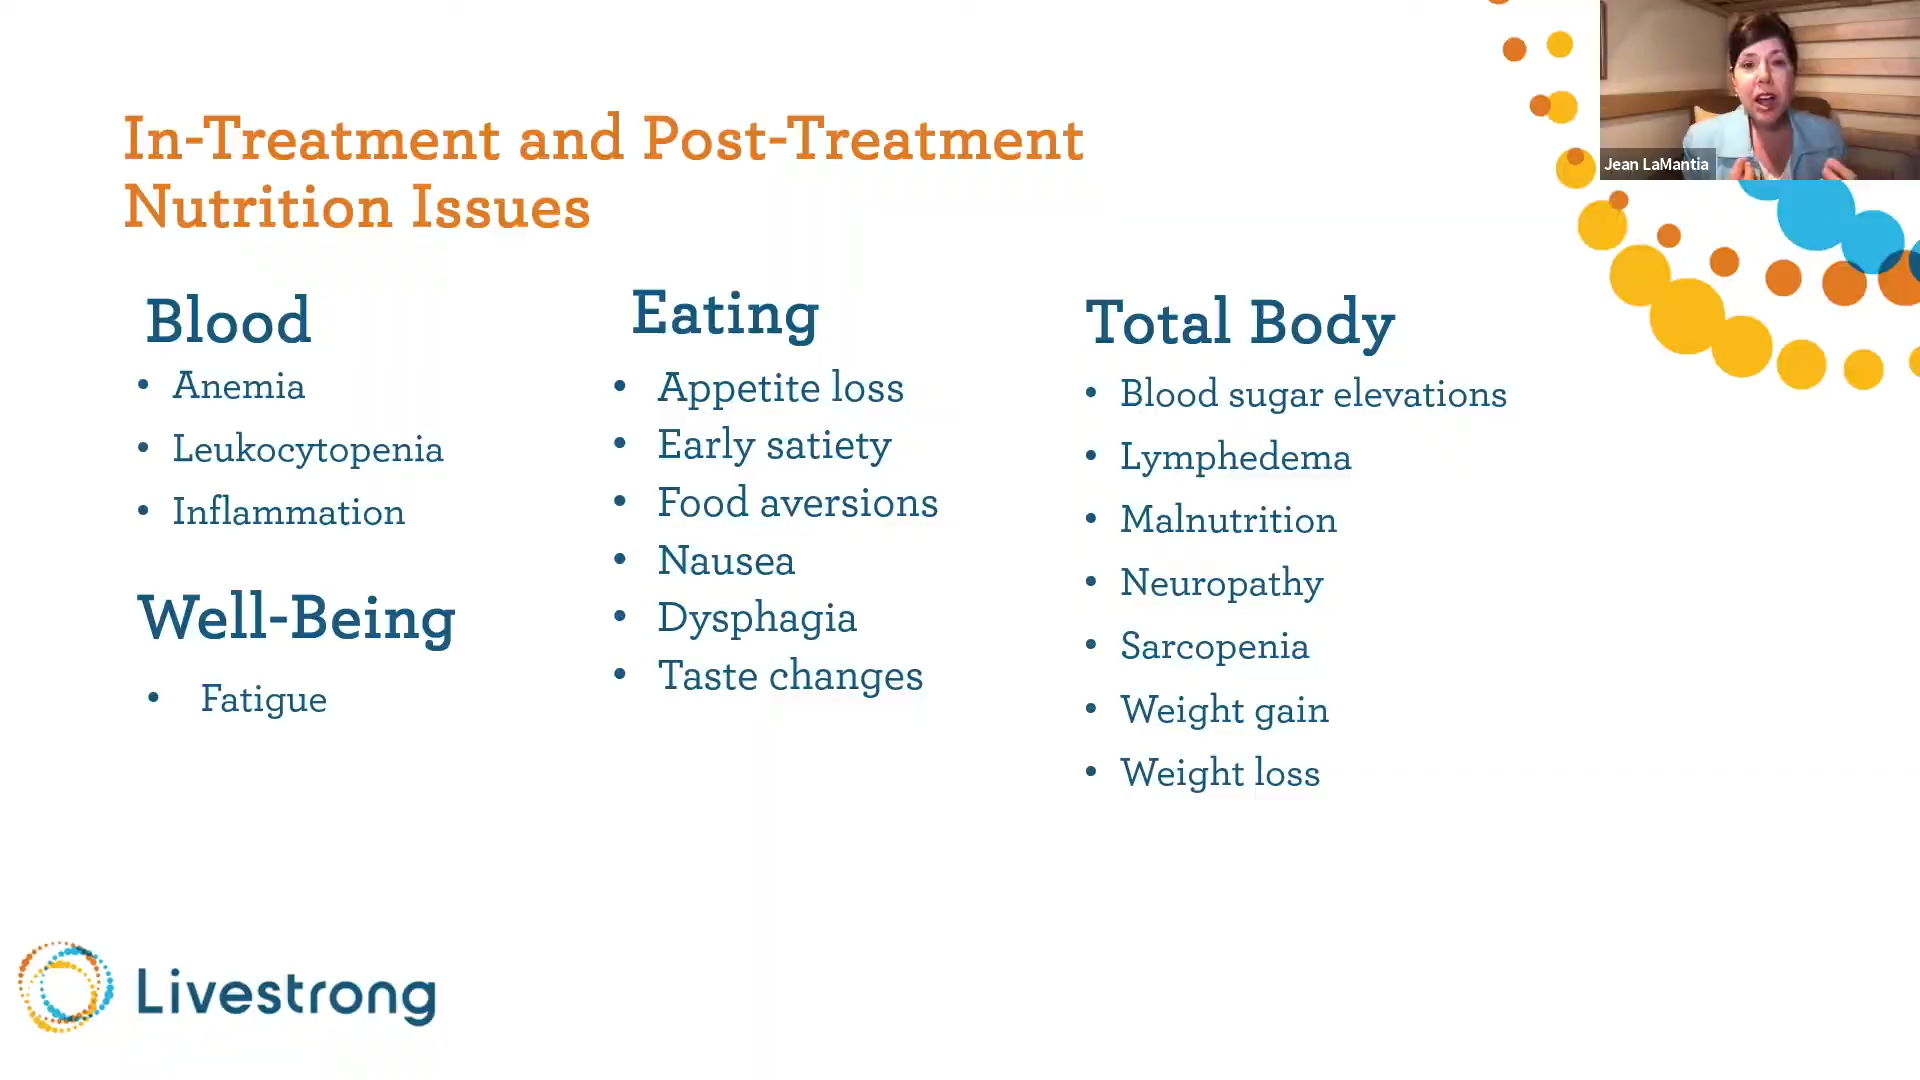 In-Treatment and Post-Treatment
Nutrition Issues
Blood
• Anemia
• Leukocytopenia
• Inflammation
Well-Being
• Fatigue
Eating
• Appetite loss
• Early satiety
• Food aversions
• Nausea
• Dysphagia
• Taste changes
Total Body
• Blood sugar elevations
• Lymphedema
• Malnutrition
• Neuropathy
• Sarcopenia
• Weight gain
• Weight loss
Jean LaMantia
Livestrong